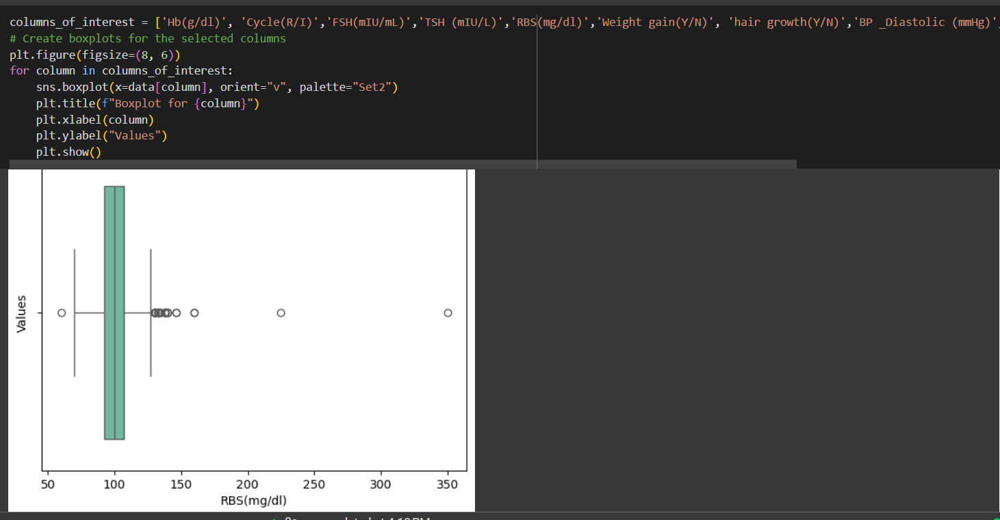 columns_of_interest = ['Hb(g/dl)', 'Cycle(R/I)','FSH(mIU/mL)','TSH (mIU/L)','RBS(mg/dl)','Weight gain(Y/N)', 'hair growth(Y/N)','BP _Diastolic (mmHg)'
# Create boxplots for the selected columns
plt.figure(figsize=(8, 6))
for column in columns_of_interest:
    sns.boxplot(x=data[column], orient="v", palette="Set2")
    plt.title(f"Boxplot for {column}")
    plt.xlabel(column)
    plt.ylabel("Values")
    plt.show()
Values
50 100 150 200 250 300 350
RBS(mg/dl)